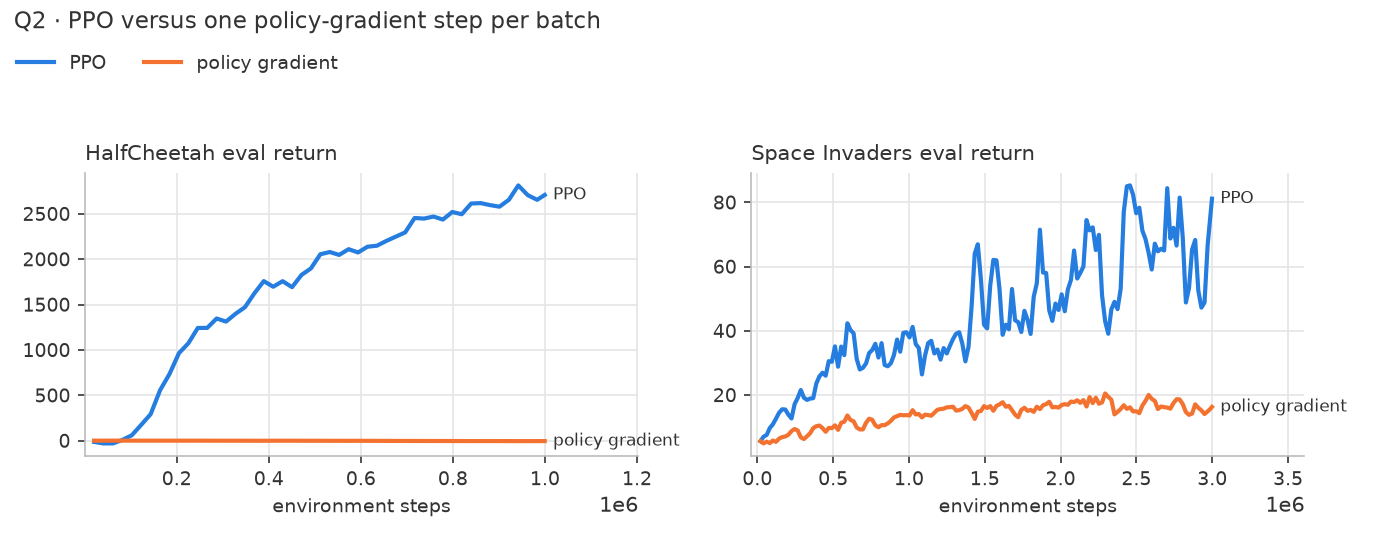 Q2 · PPO versus one policy-gradient step per batch
PPO policy gradient
HalfCheetah eval return
2500
2000
1500
1000
500
0
PPO
policy gradient
0.2 0.4 0.6 0.8 1.0 1.2
environment steps
1e6
Space Invaders eval return
80
60
40
20
PPO
policy gradient
0.0 0.5 1.0 1.5 2.0 2.5 3.0 3.5
environment steps
1e6